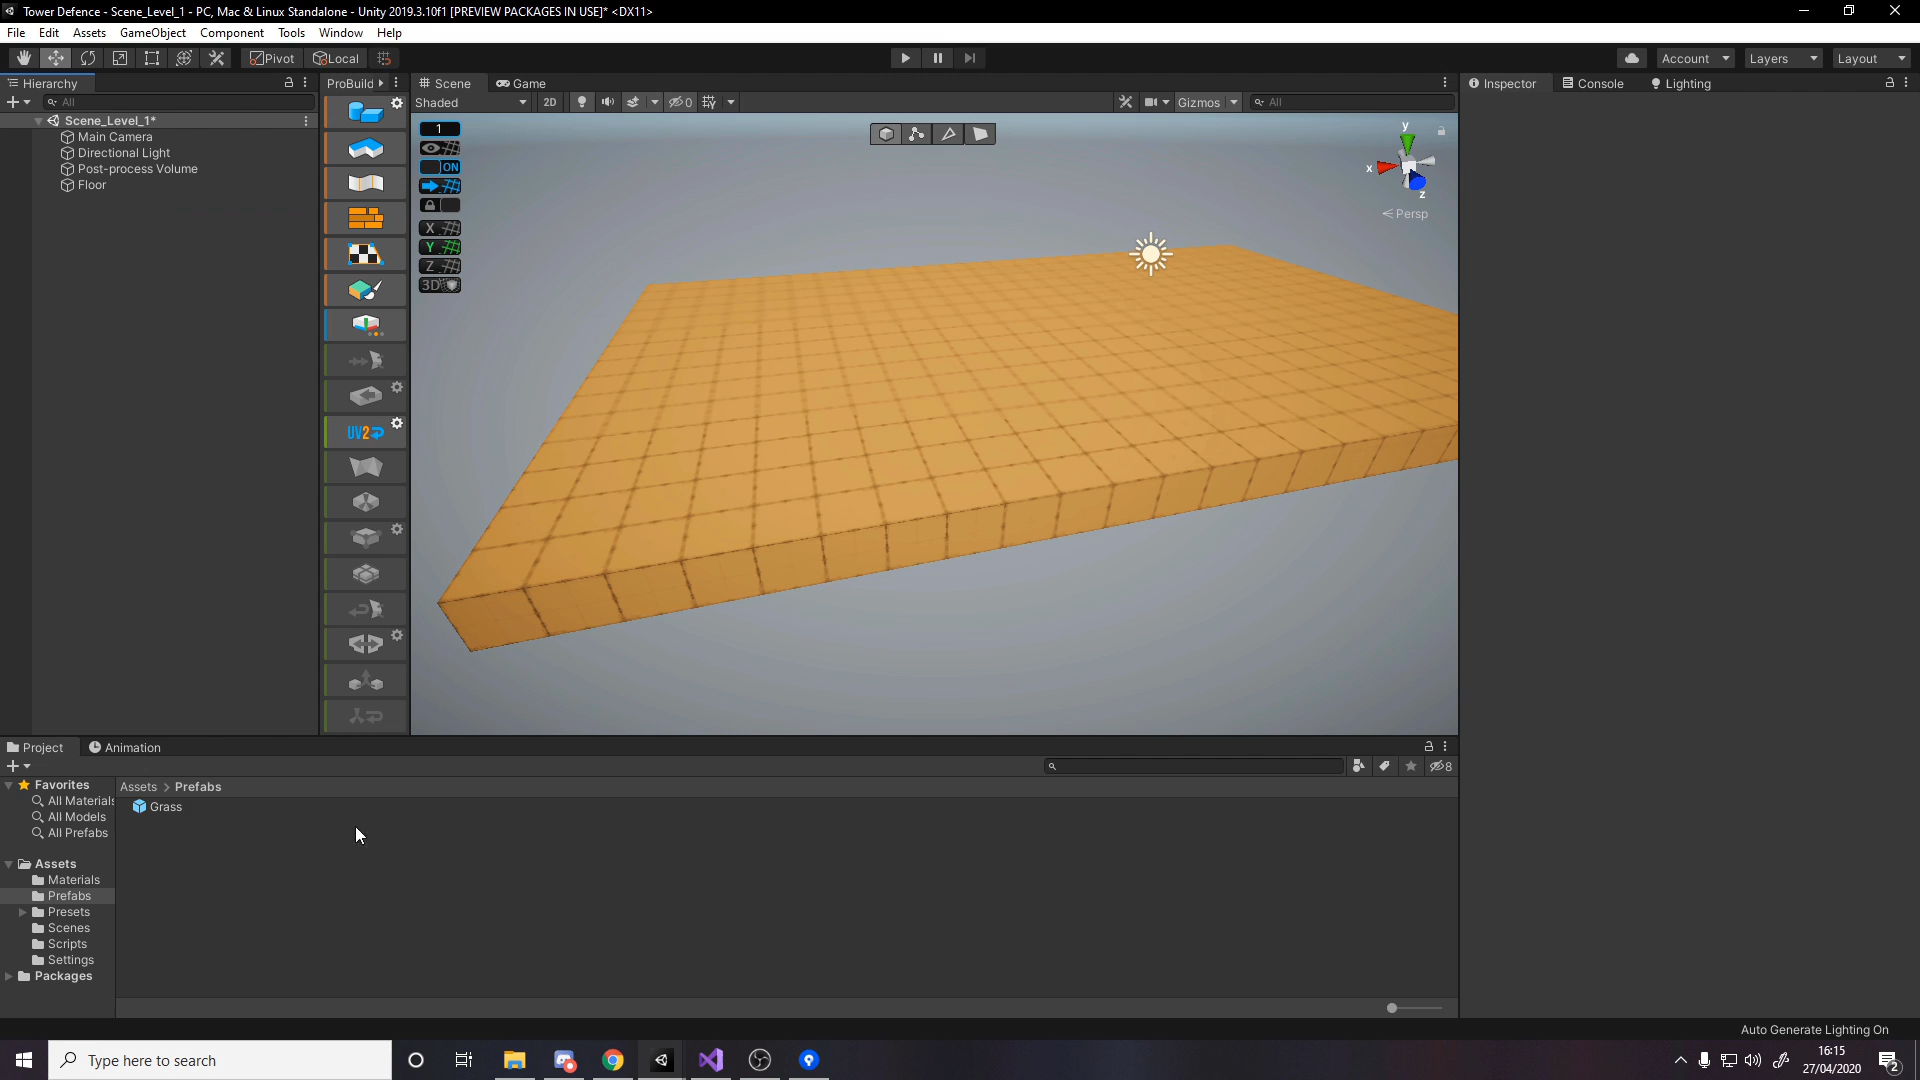 Tower Defence - Scene_Level_1 - PC, Mac & Linux Standalone - Unity 2019.3.10f1 [PREVIEW PACKAGES IN USE]* <DX11>
File Edit Assets GameObject Component Tools Window Help
Pivot Local Account Layers Layout
Hierarchy ProBuild Scene Game Inspector Console Lighting
All Shaded 2D 0 Gizmos All
Scene_Level_1*
Main Camera
Directional Light
Post-process Volume
Floor
1
ON
X
Y
Z
3D
UV2
y
x
z
Persp
Project Animation
8
Favorites
All Materials
All Models
All Prefabs
Assets
Materials
Prefabs
Presets
Scenes
Scripts
Settings
Packages
Assets > Prefabs
Grass
Auto Generate Lighting On
Type here to search
16:15
27/04/2020
2